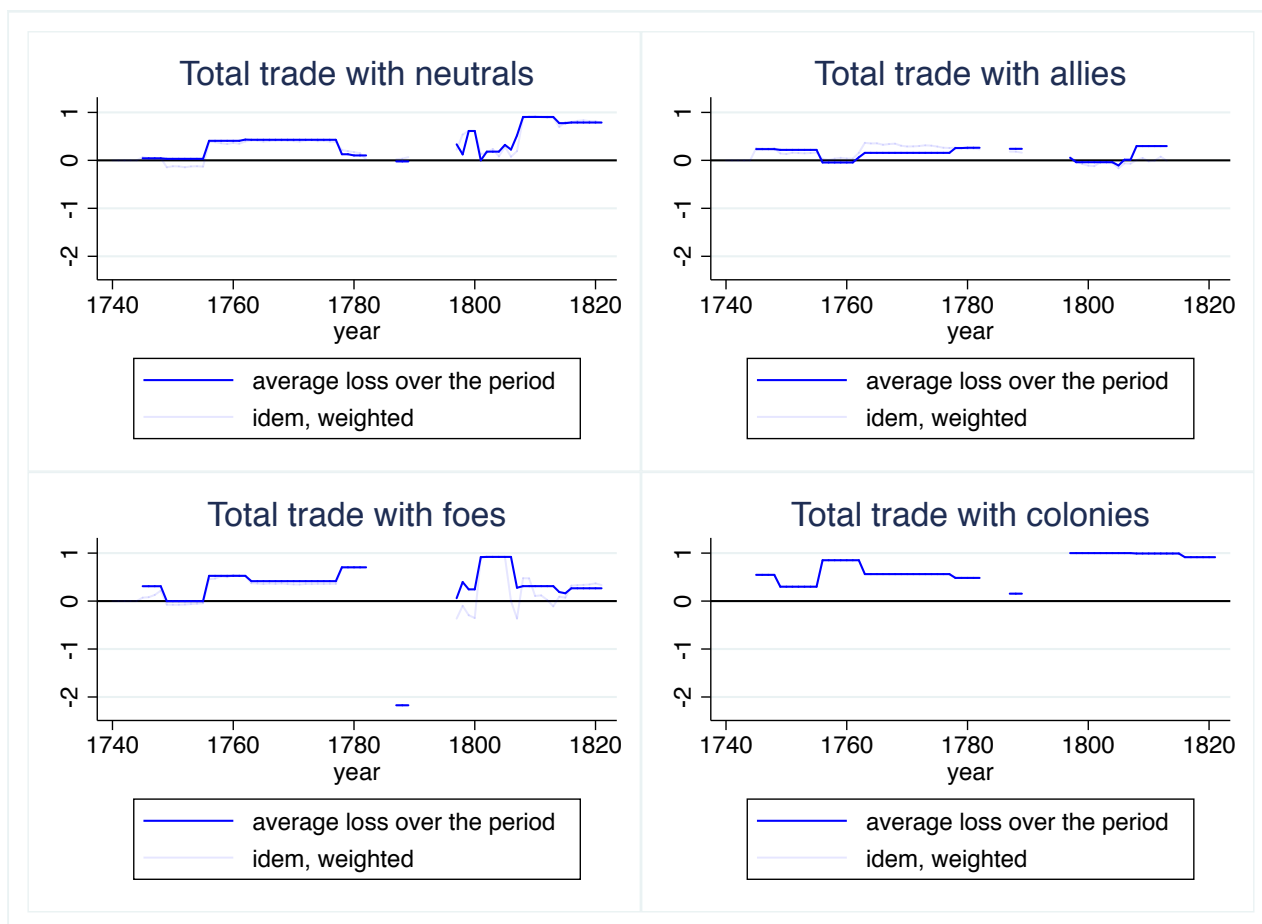 Total trade with neutrals
1
0
-1
-2
1740 1760 1780 1800 1820
year
average loss over the period
idem, weighted
Total trade with allies
1
0
-1
-2
1740 1760 1780 1800 1820
year
average loss over the period
idem, weighted
Total trade with foes
1
0
-1
-2
1740 1760 1780 1800 1820
year
average loss over the period
idem, weighted
Total trade with colonies
1
0
-1
-2
1740 1760 1780 1800 1820
year
average loss over the period
idem, weighted